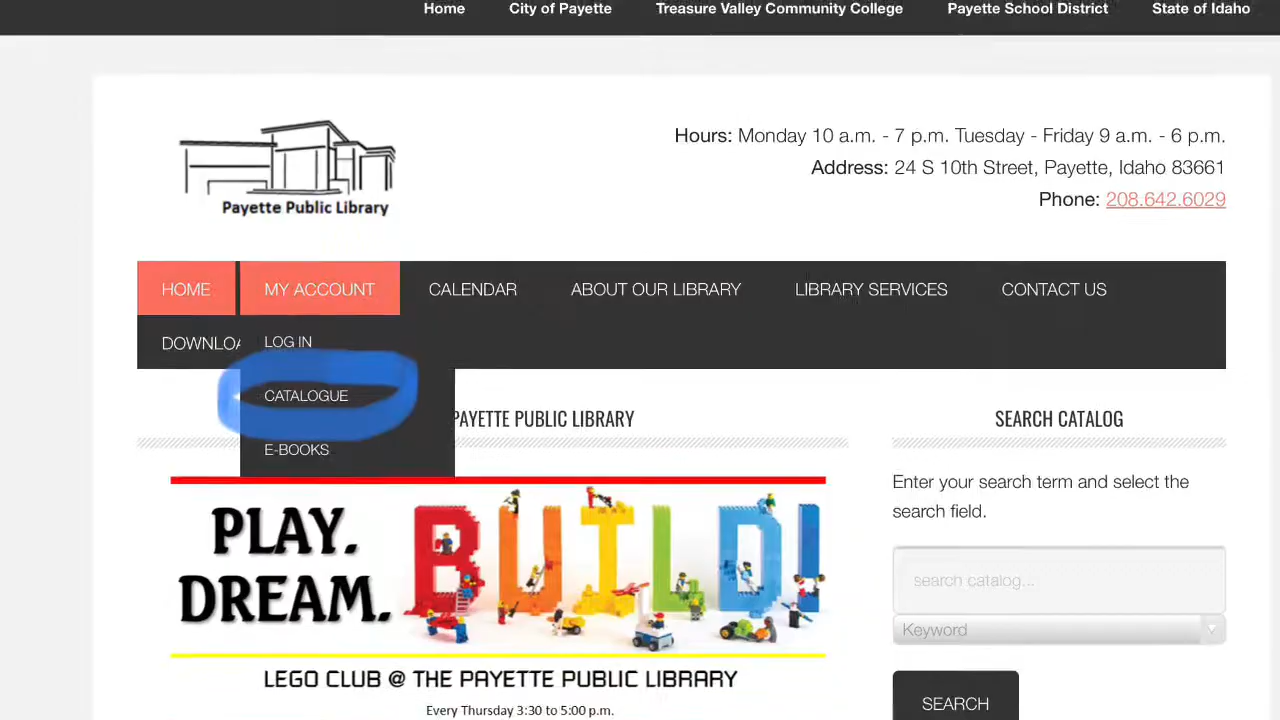 Home City of Payette Treasure Valley Community College Payette School District State of Idaho
Payette Public Library
Hours: Monday 10 a.m. - 7 p.m. Tuesday - Friday 9 a.m. - 6 p.m.
Address: 24 S 10th Street, Payette, Idaho 83661
Phone: 208.642.6029
HOME MY ACCOUNT CALENDAR ABOUT OUR LIBRARY LIBRARY SERVICES CONTACT US
DOWNLOA
LOG IN
CATALOGUE
E-BOOKS
PAYETTE PUBLIC LIBRARY
PLAY.
DREAM.
BUILD!
LEGO CLUB @ THE PAYETTE PUBLIC LIBRARY
Every Thursday 3:30 to 5:00 p.m.
SEARCH CATALOG
Enter your search term and select the
search field.
search catalog...
Keyword
SEARCH